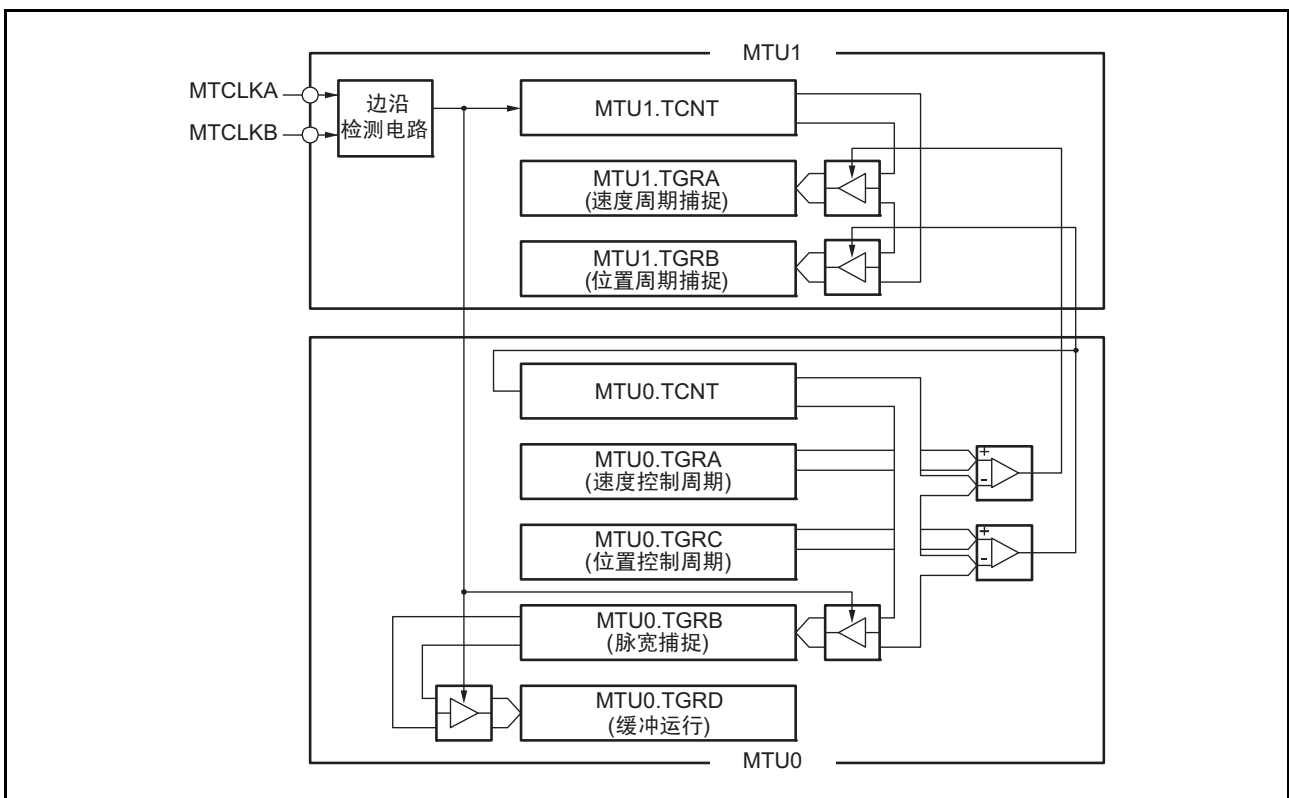 MTU1
MTCLKA
MTCLKB
边沿
检测电路
MTU1.TCNT
MTU1.TGRA
(速度周期捕捉)
MTU1.TGRB
(位置周期捕捉)
MTU0.TCNT
MTU0.TGRA
(速度控制周期)
+
-
MTU0.TGRC
(位置控制周期)
+
-
MTU0.TGRB
(脉宽捕捉)
MTU0.TGRD
(缓冲运行)
MTU0